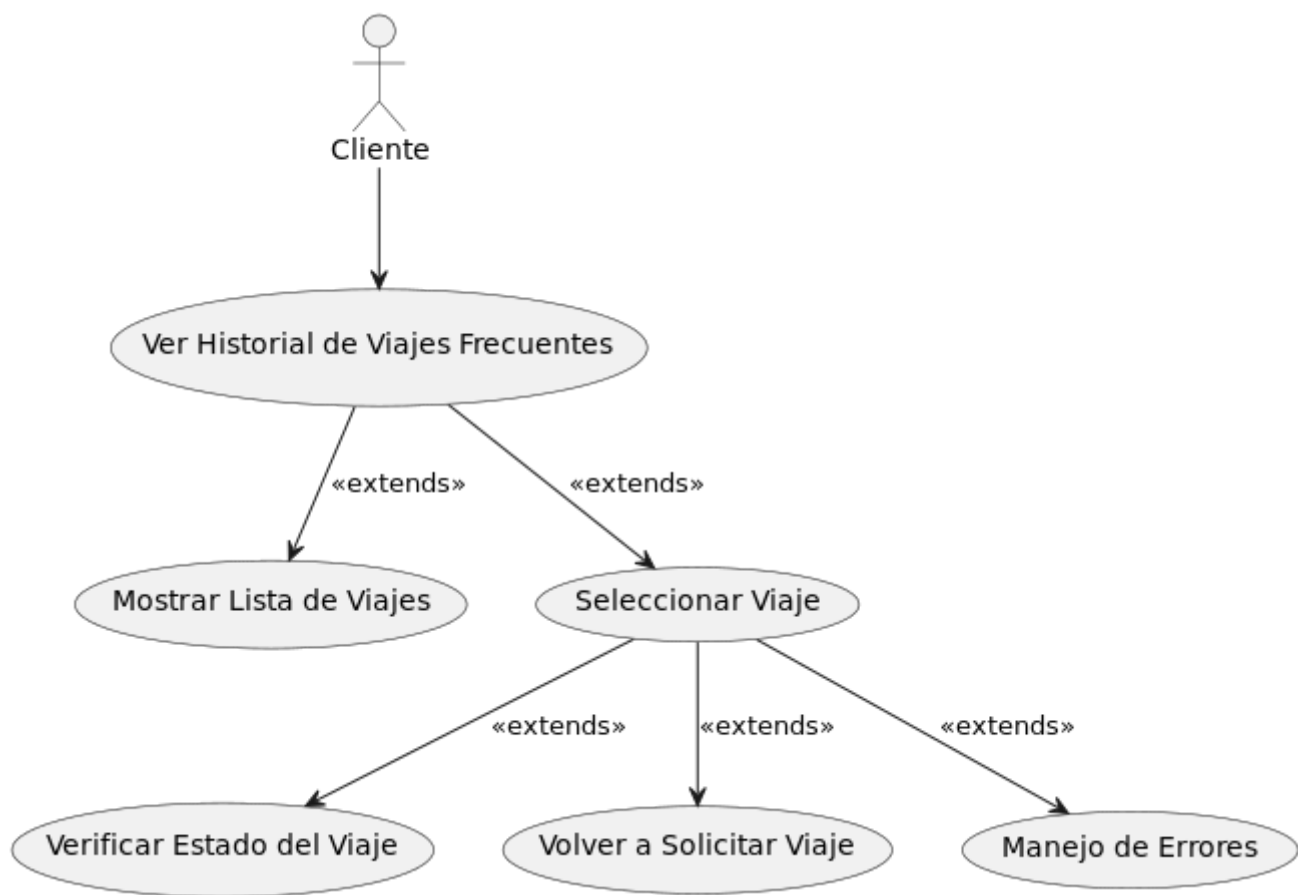 Cliente
Ver Historial de Viajes Frecuentes
«extends»
«extends»
Mostrar Lista de Viajes
Seleccionar Viaje
«extends»
«extends»
«extends»
Verificar Estado del Viaje
Volver a Solicitar Viaje
Manejo de Errores